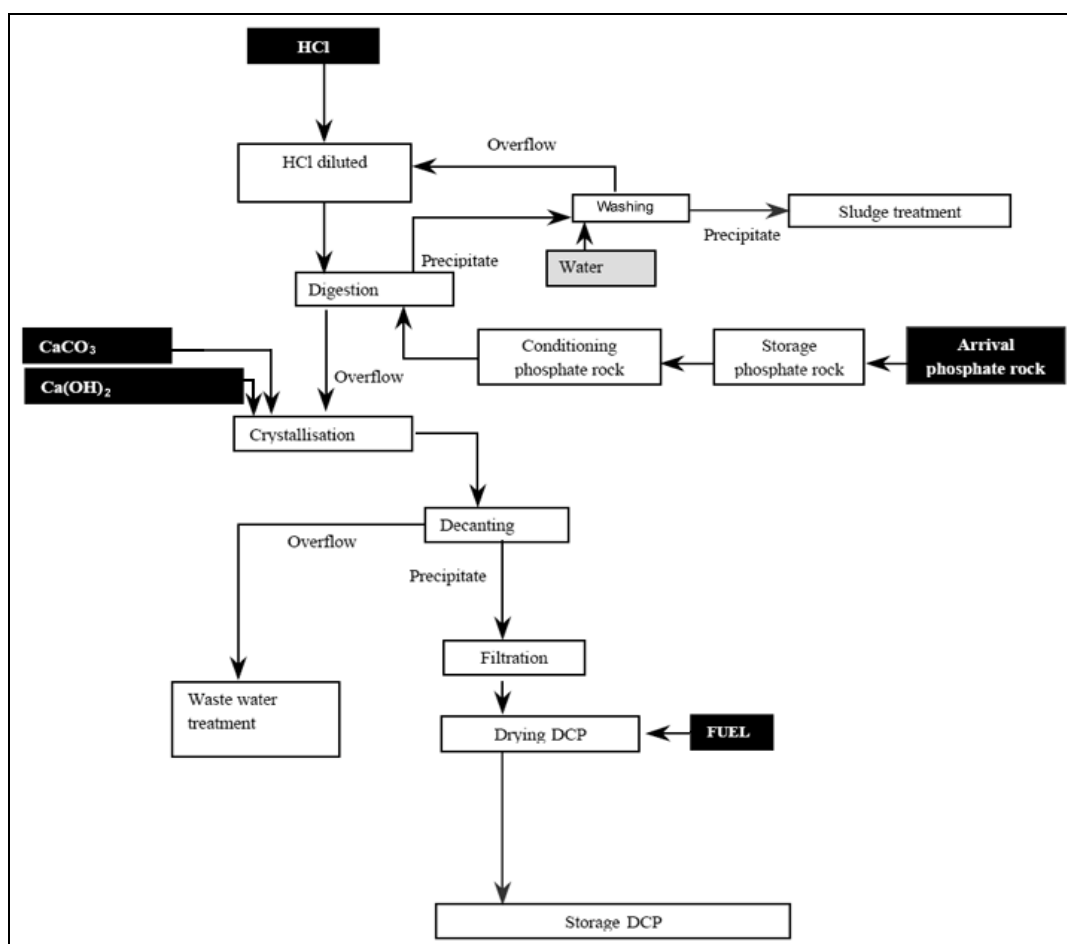 HCl
Overflow
HCl diluted
Washing
Sludge treatment
Precipitate
Precipitate
Water
Digestion
CaCO₃
Conditioning
phosphate rock
Storage
phosphate rock
Arrival
phosphate rock
Ca(OH)₂
Overflow
Crystallisation
Decanting
Overflow
Precipitate
Filtration
Waste water
treatment
Drying DCP
FUEL
Storage DCP